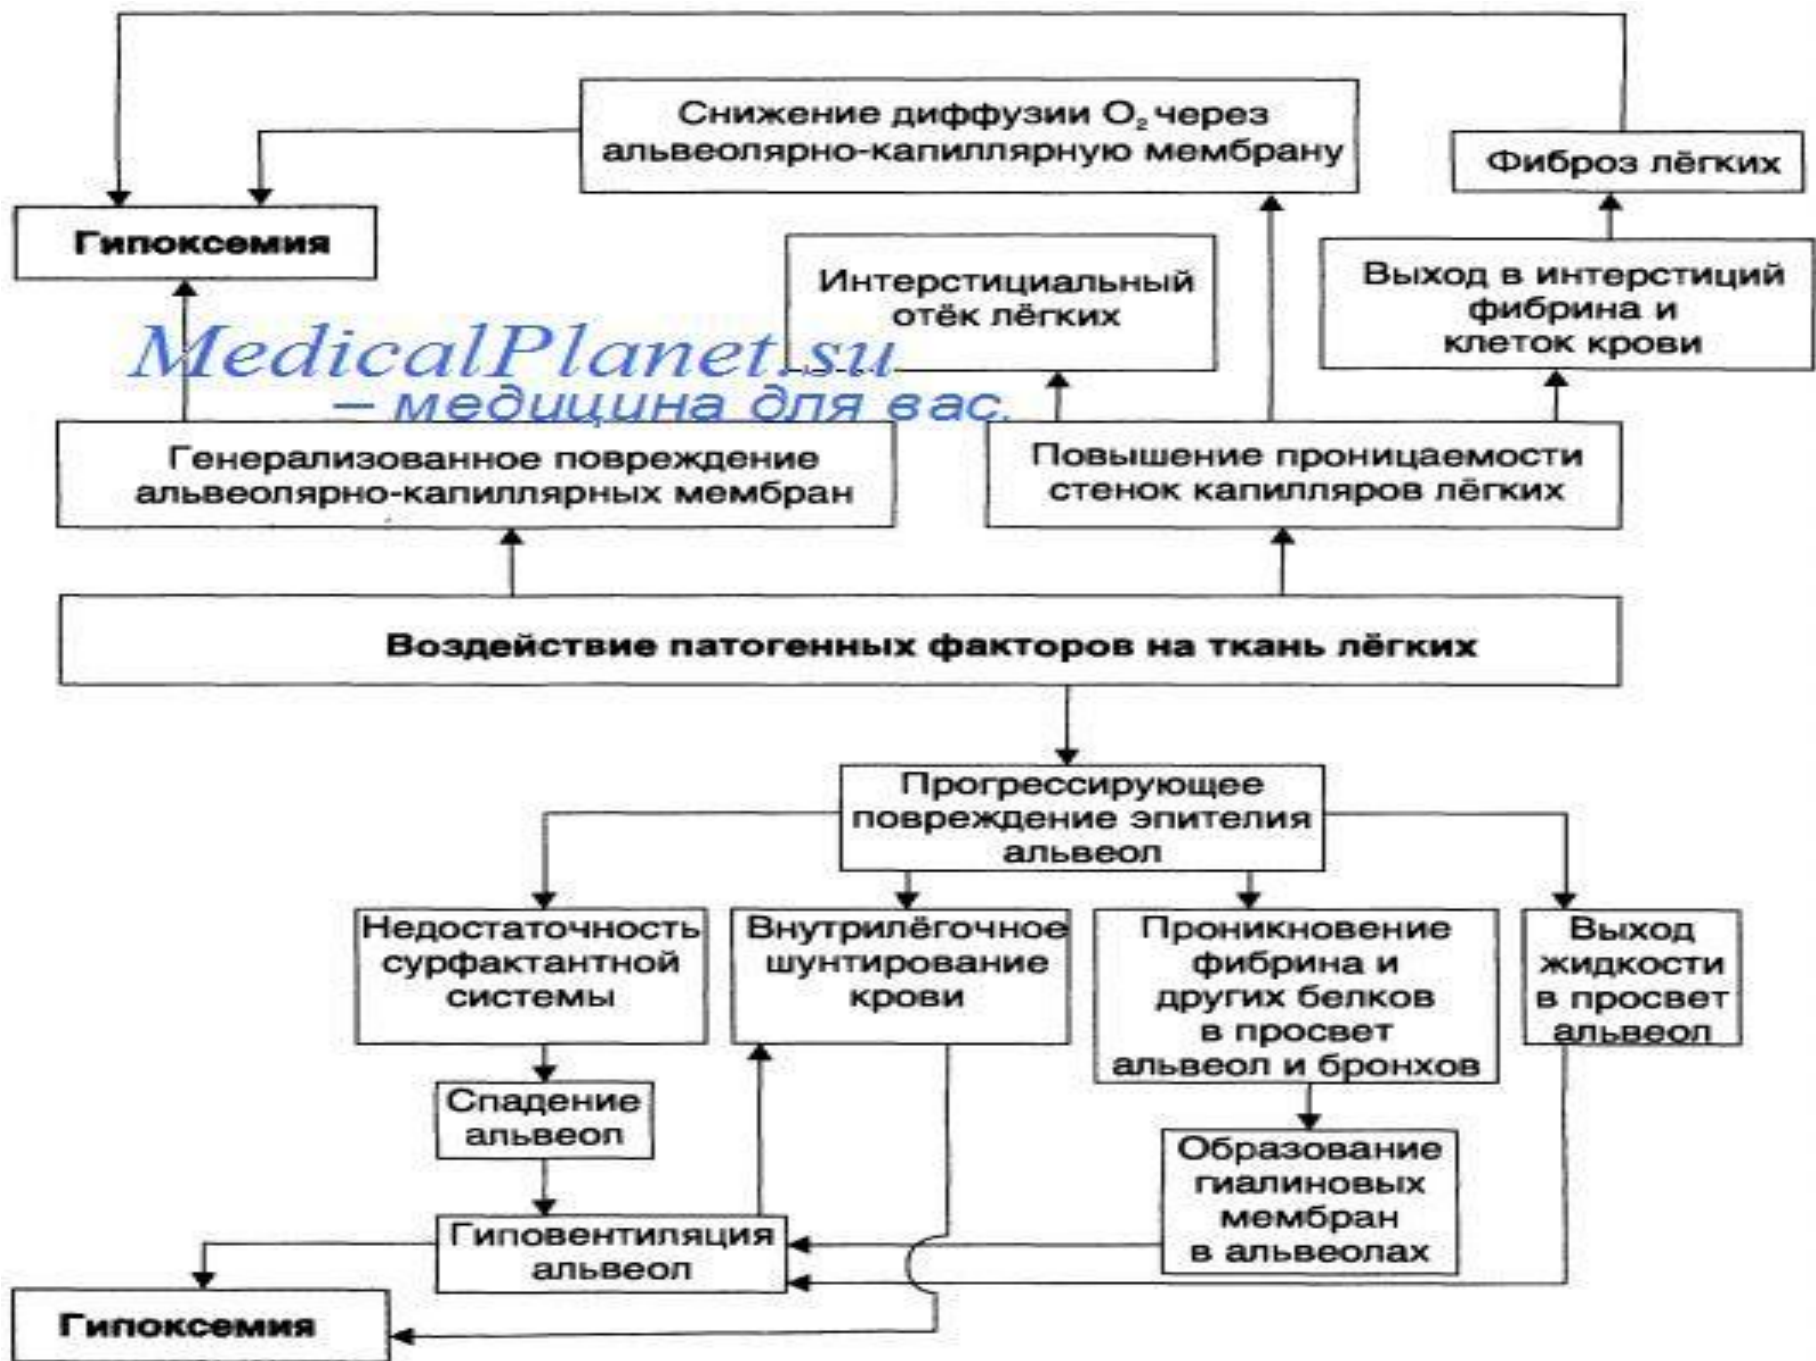 Снижение диффузии O₂ через
альвеолярно-капиллярную мембрану
Фиброз лёгких
Гипоксемия
Интерстициальный
отёк лёгких
Выход в интерстиций
фибрина и
клеток крови
MedicalPlanet.su
– медицина для вас.
Генерализованное повреждение
альвеолярно-капиллярных мембран
Повышение проницаемости
стенок капилляров лёгких
Воздействие патогенных факторов на ткань лёгких
Прогрессирующее
повреждение эпителия
альвеол
Недостаточность
сурфактантной
системы
Внутрилёгочное
шунтирование
крови
Проникновение
фибрина и
других белков
в просвет
альвеол и бронхов
Выход
жидкости
в просвет
альвеол
Спадение
альвеол
Образование
гиалиновых
мембран
в альвеолах
Гиповентиляция
альвеол
Гипоксемия